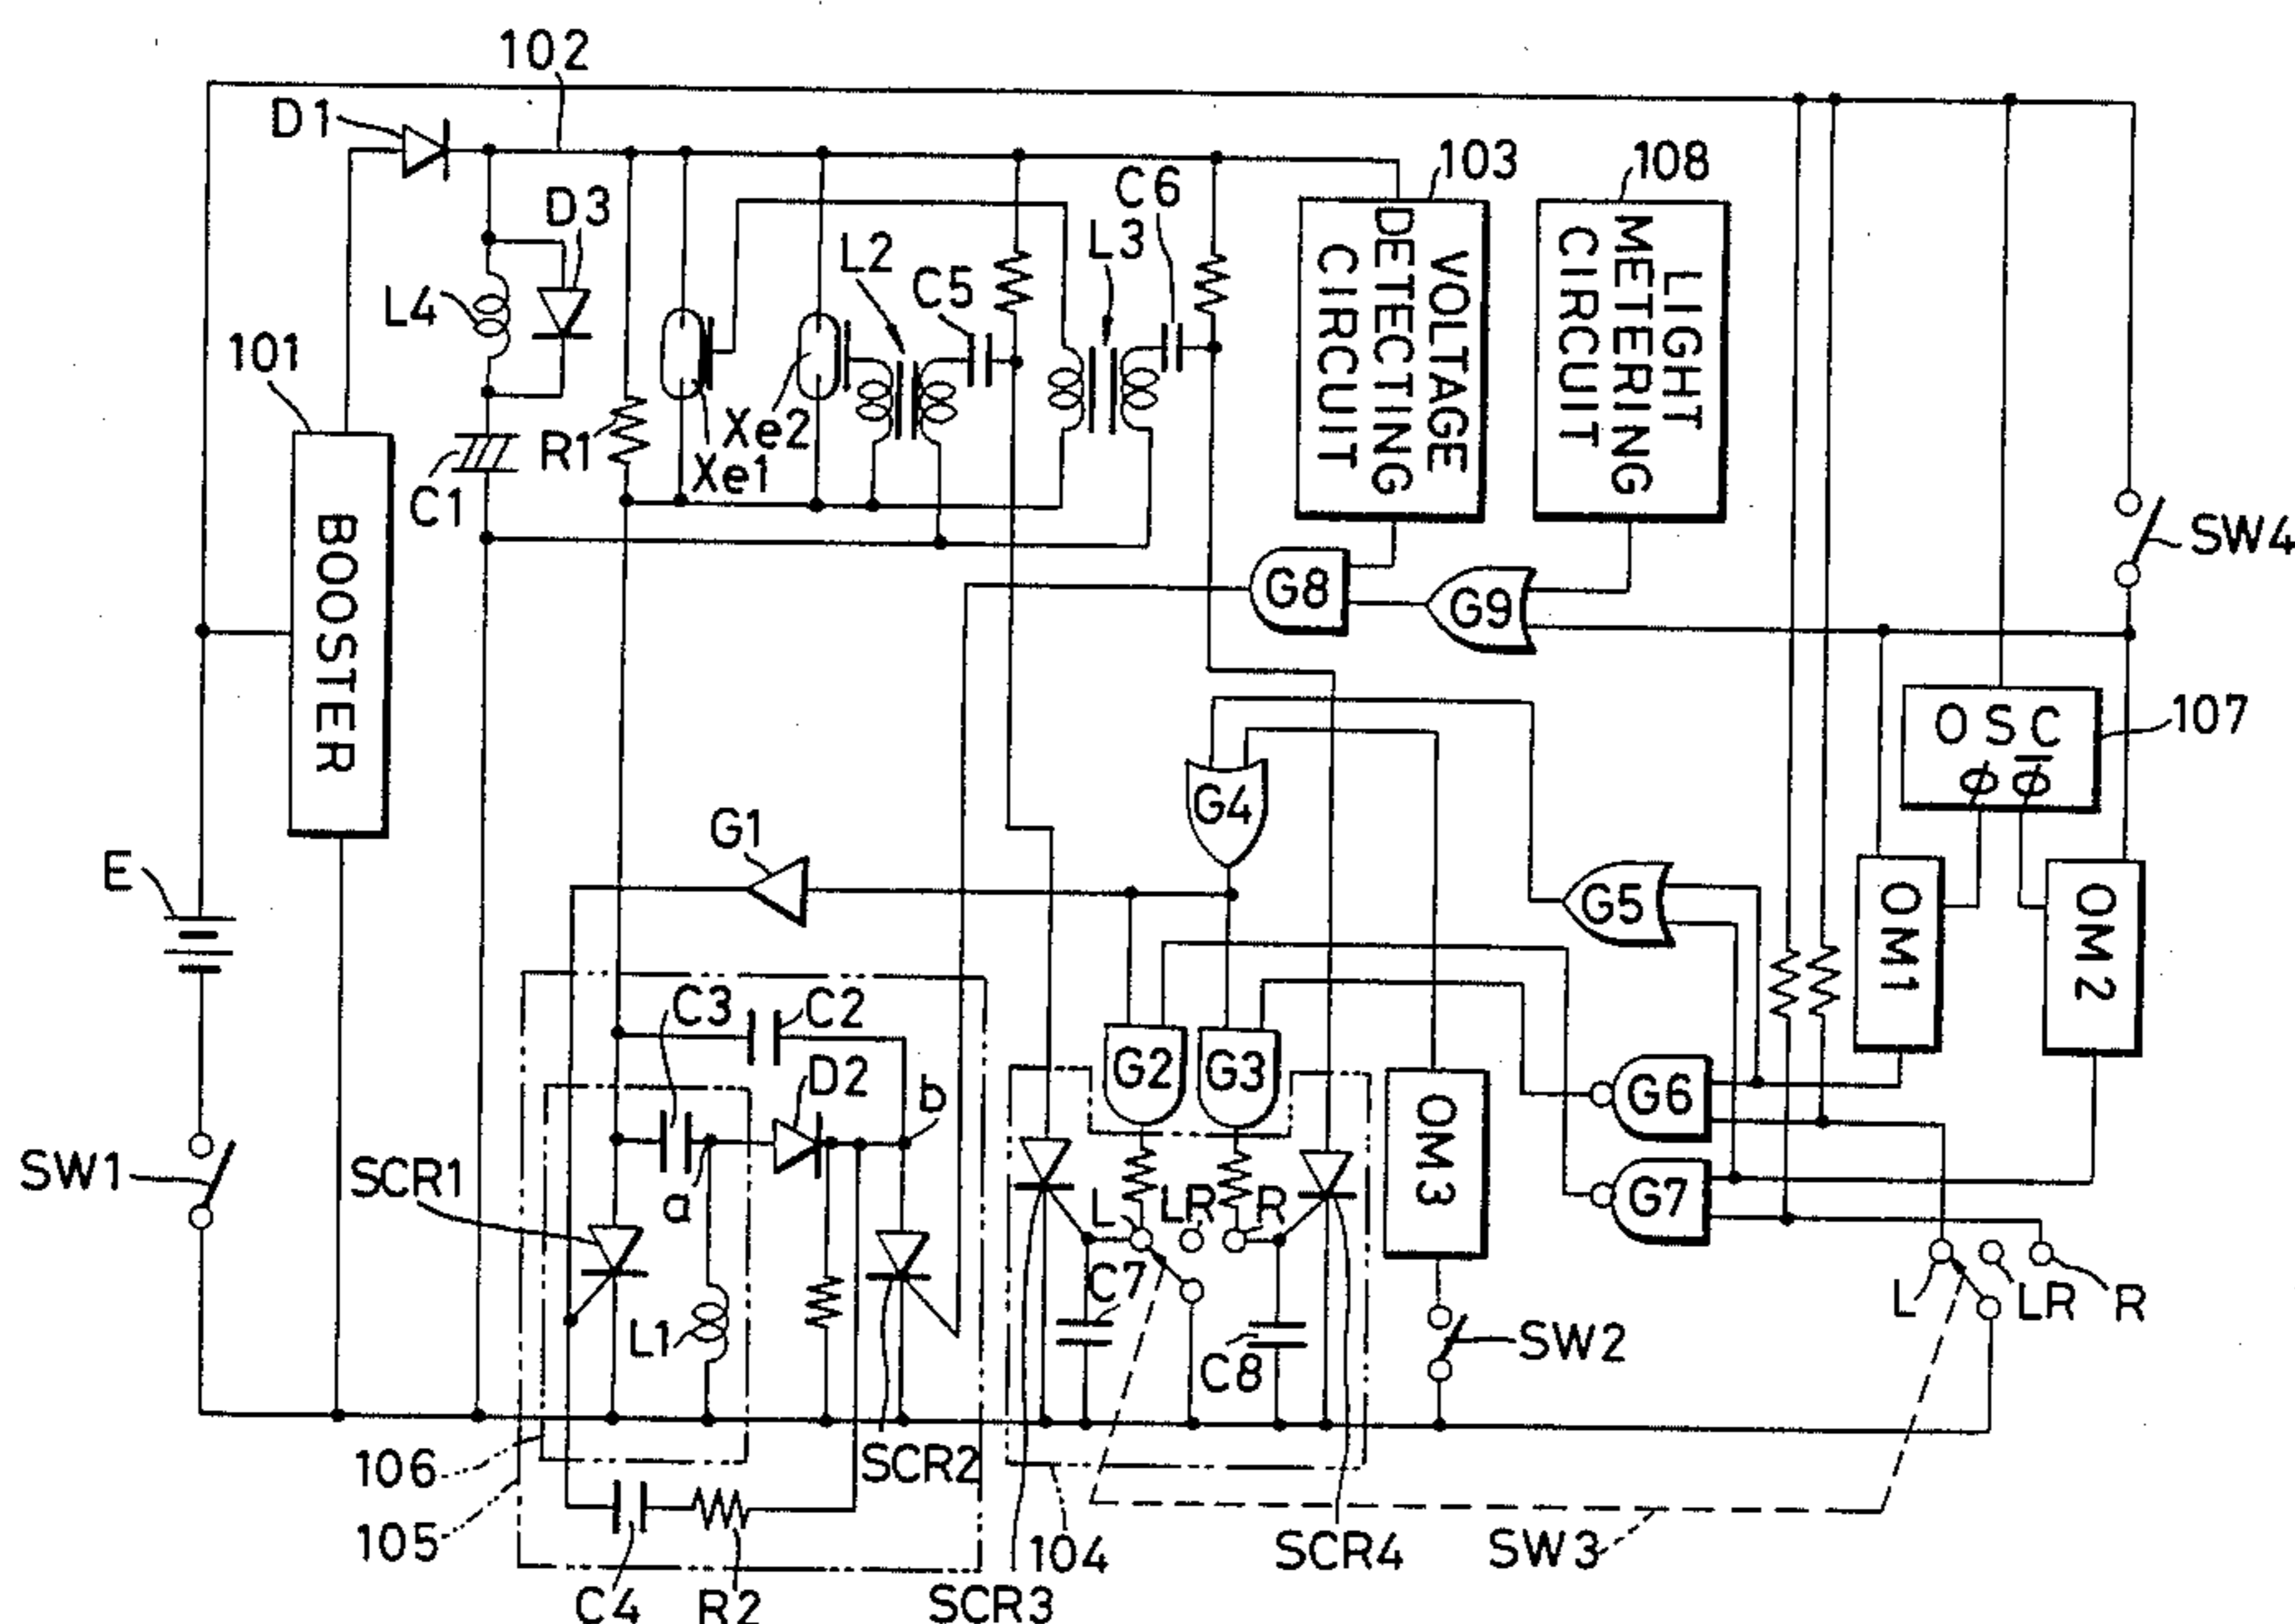 102
D1
103
108
C6
D3
L2
L3
C5
L4
101
VOLTAGE
DETECTING
CIRCUIT
LIGHT
METERING
CIRCUIT
R1
Xe2
Xe1
C1
BOOSTER
SW4
G8
G9
OSC
107
ϕ ϕ̅
G4
G1
E
G5
OM1
OM2
C3
C2
D2
b
G2
G3
G6
OM3
SW1
SCR1
a
L
LR
R
G7
C7
L1
C8
SW2
L
LR
R
106
SCR2
105
104
SCR4
SW3
C4
R2
SCR3